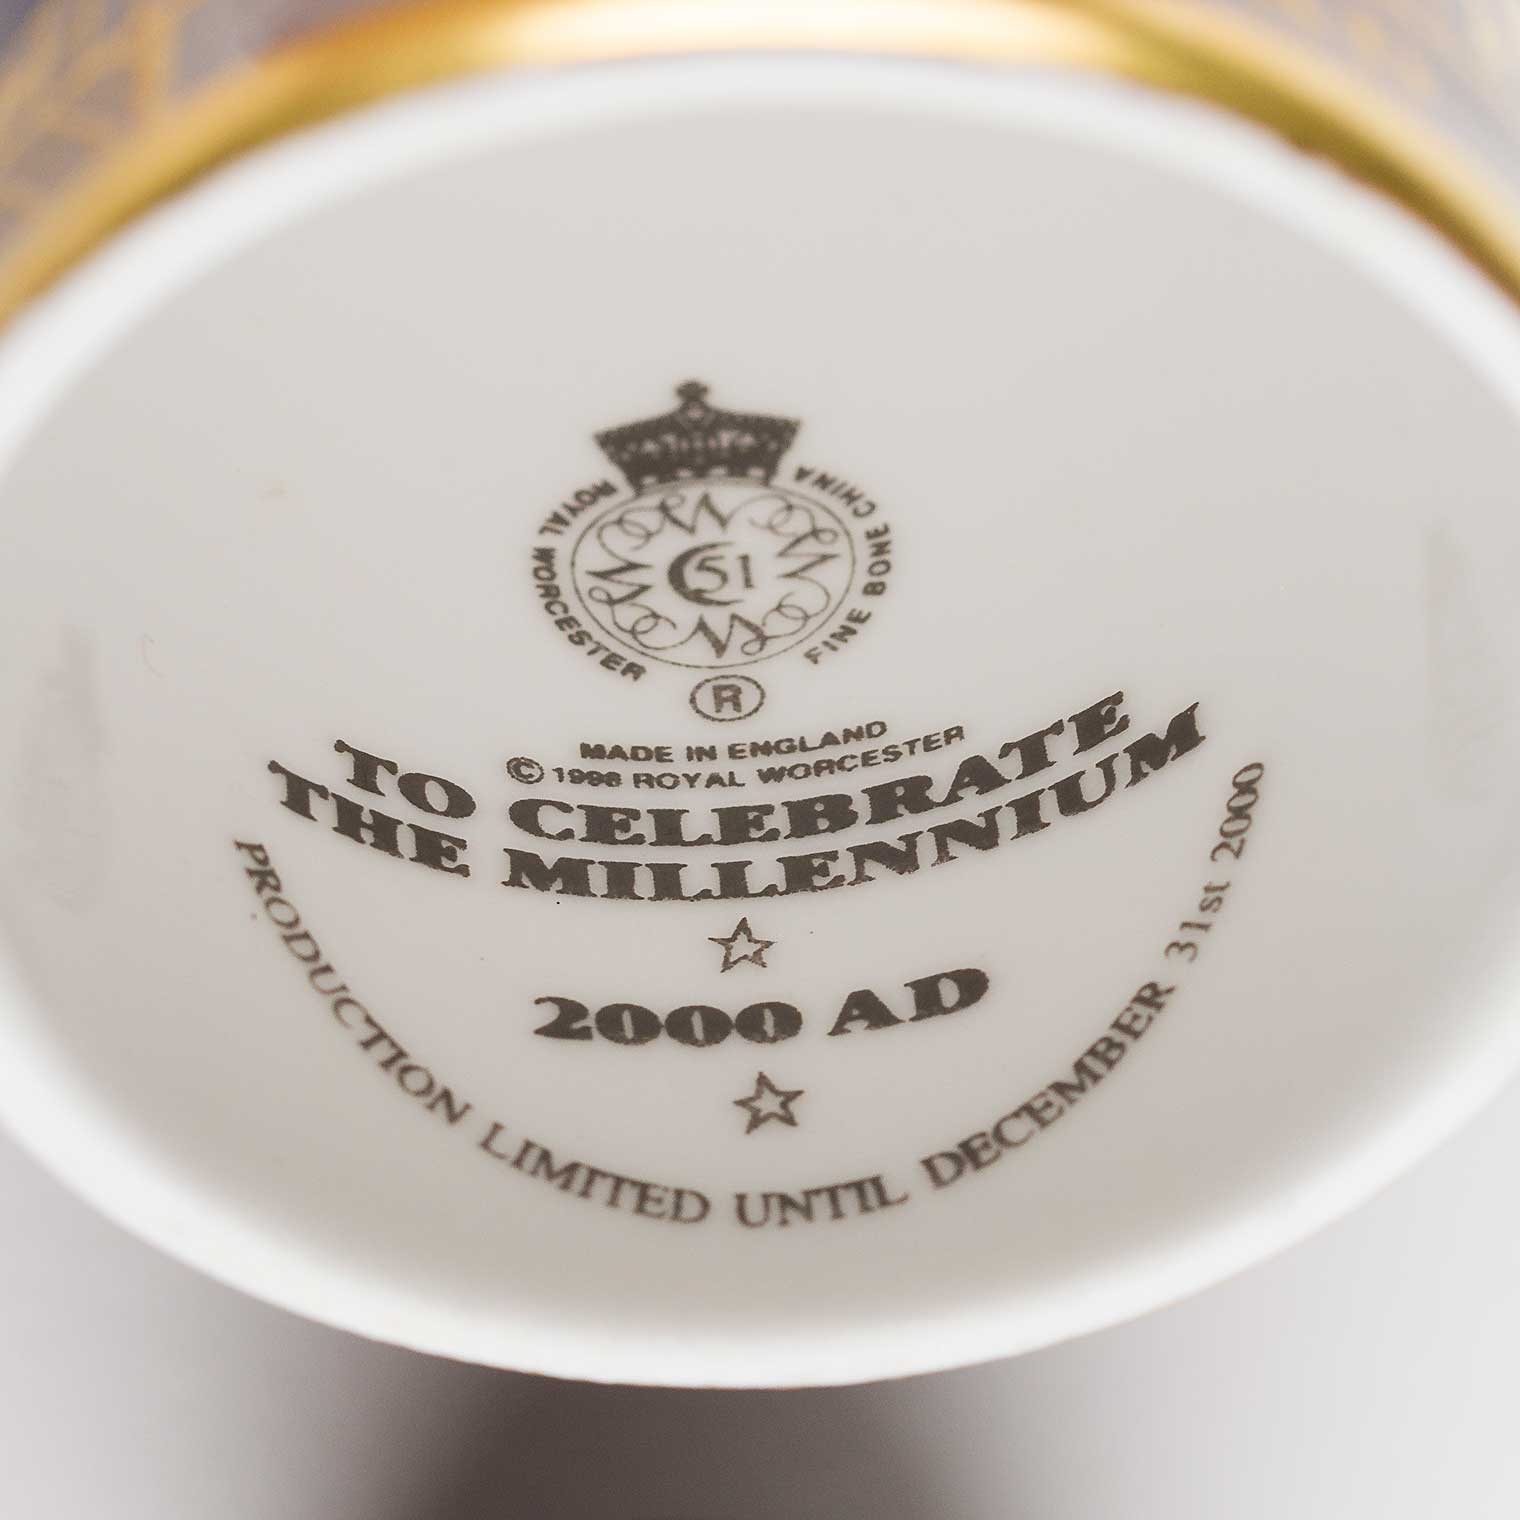 ROYAL WORCESTER
FINE BONE CHINA
51
®
MADE IN ENGLAND
© 1998 ROYAL WORCESTER
TO CELEBRATE
THE MILLENNIUM
2000 AD
PRODUCTION LIMITED UNTIL DECEMBER 31st 2000